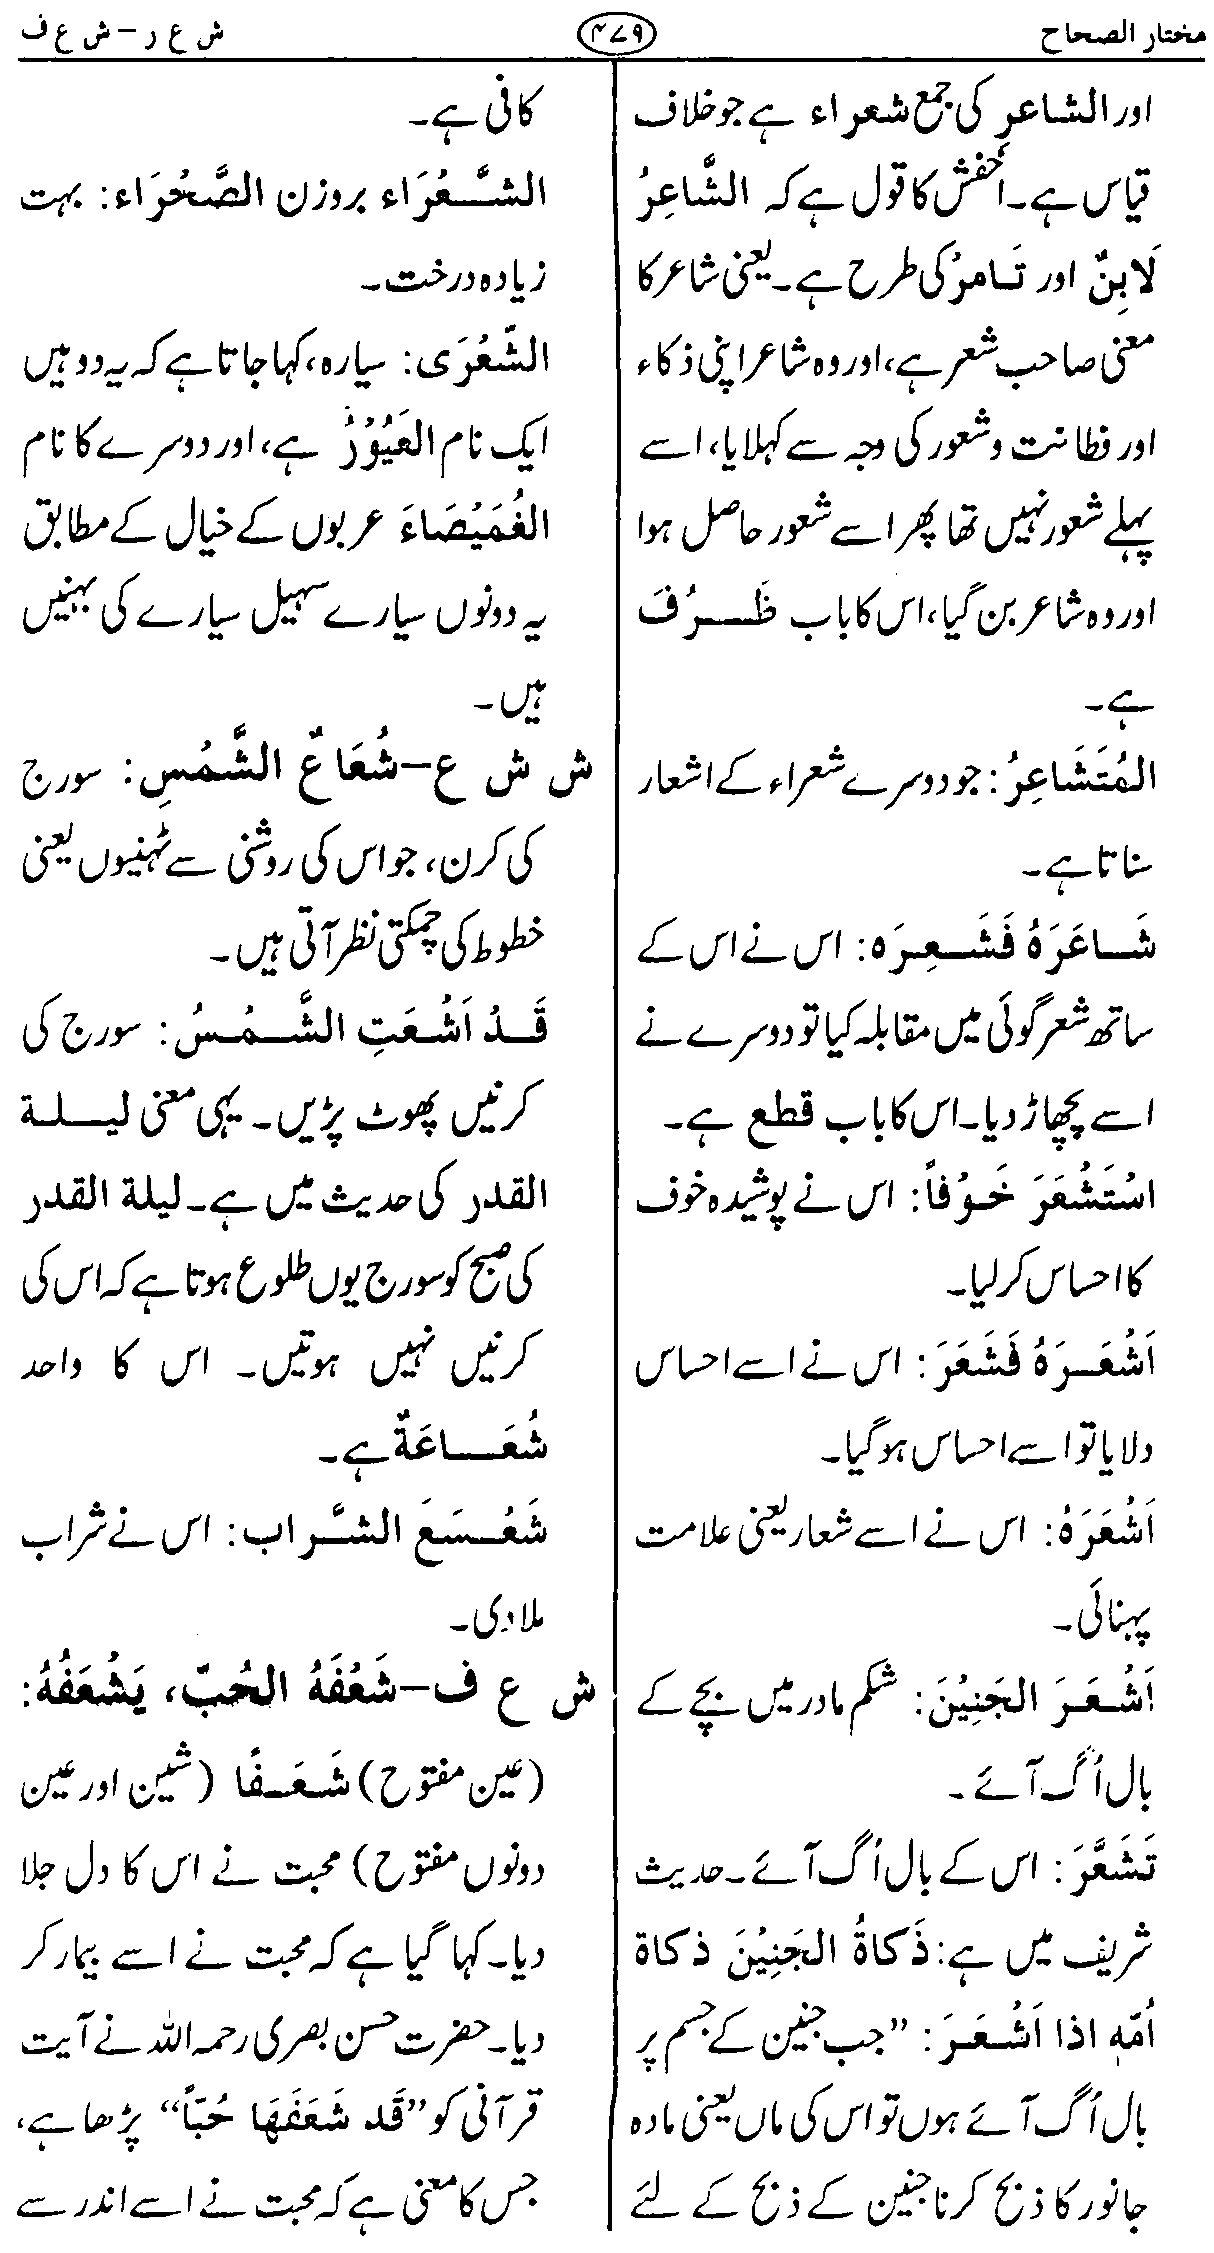 مختار الصحاح
۴۷۹
ش ع ر – ش ع ف
اور الشاعر کی جمع شعراء ہے جو خلاف
قیاس ہے۔ اخفش کا قول ہے کہ الشَّاعِرُ
لَابِنٌ اور تَامرٌ کی طرح ہے۔ یعنی شاعر کا
معنی صاحب شعر ہے، اور وہ شاعر اپنی ذکاء
اور فطانت و شعور کی وجہ سے کہلایا، اسے
پہلے شعور نہیں تھا پھر اسے شعور حاصل ہوا
اور وہ شاعر بن گیا، اس کا باب ظَرُفَ
ہے۔
المُتَشَاعِرُ: جو دوسرے شعراء کے اشعار
سناتا ہے۔
شَاعَرَهُ فَشَعِرَه: اس نے اس کے
ساتھ شعر گوئی میں مقابلہ کیا تو دوسرے نے
اسے پچھاڑ دیا۔ اس کا باب قطع ہے۔
اسْتَشْعَرَ خَوْفاً: اس نے پوشیدہ خوف
کا احساس کر لیا۔
اَشْعَرَهُ فَشَعَرَ: اس نے اسے احساس
دلایا تو اسے احساس ہو گیا۔
اَشْعَرَهُ: اس نے اسے شعار یعنی علامت
پہنائی۔
اَشْعَرَ الجَنِيْنَ: شکم مادر میں بچے کے
بال اُگ آئے۔
تَشَعَّرَ: اس کے بال اُگ آئے۔ حدیث
شریف میں ہے: ذَكاةُ الجَنِيْنَ ذكاة
اُمّهٖ اذا اَشْعَرَ: ”جب جنین کے جسم پر
بال اُگ آئے ہوں تو اس کی ماں یعنی مادہ
جانور کا ذبح کرنا جنین کے ذبح کے لئے
کافی ہے۔
الشَّعْرَاء بروزن الصَّحْرَاء: بہت
زیادہ درخت۔
الشّعْرَى: سیارہ، کہا جاتا ہے کہ یہ دو ہیں
ایک نام العَبُوْرُ ہے، اور دوسرے کا نام
الغُمَيْصَاءَ عربوں کے خیال کے مطابق
یہ دونوں سیارے سہیل سیارے کی بہنیں
ہیں۔
ش ش ع – شُعَاعٌ الشَّمْسِ: سورج
کی کرن، جو اس کی روشنی سے ٹہنیوں یعنی
خطوط کی چمکتی نظر آتی ہیں۔
قَدْ اَشْعَتِ الشَّمْسُ: سورج کی
کرنیں پھوٹ پڑیں۔ یہی معنی ليلة
القدر کی حدیث میں ہے۔ لیلة القدر
کی صبح کو سورج یوں طلوع ہوتا ہے کہ اس کی
کرنیں نہیں ہوتیں۔ اس کا واحد
شُعَاعَةٌ ہے۔
شَعْسَعَ الشَّراب: اس نے شراب
ملا دی۔
ش ع ف – شَعْفَهُ الحُبّ، يَشْعَفُهُ:
(عین مفتوح) شَعَفًا (شین اور عین
دونوں مفتوح) محبت نے اس کا دل جلا
دیا۔ کہا گیا ہے کہ محبت نے اسے بیمار کر
دیا۔ حضرت حسن بصری رحمہ اللہ نے آیت
قرآنی کو ”قَد شَعَفَهَا حُبّاً“ پڑھا ہے،
جس کا معنی ہے کہ محبت نے اسے اندر سے